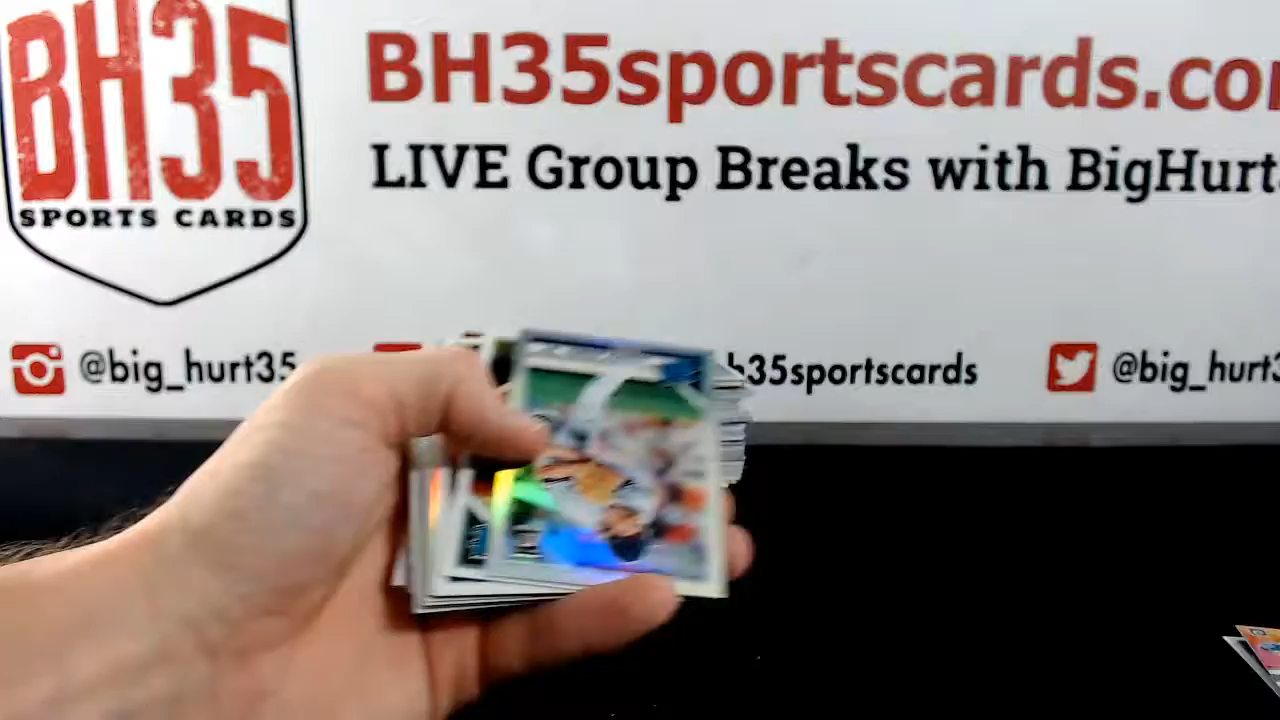 BH35
SPORTS CARDS
BH35sportscards.co
LIVE Group Breaks with BigHurt
@big_hurt35
h35sportscards
@big_hurt3